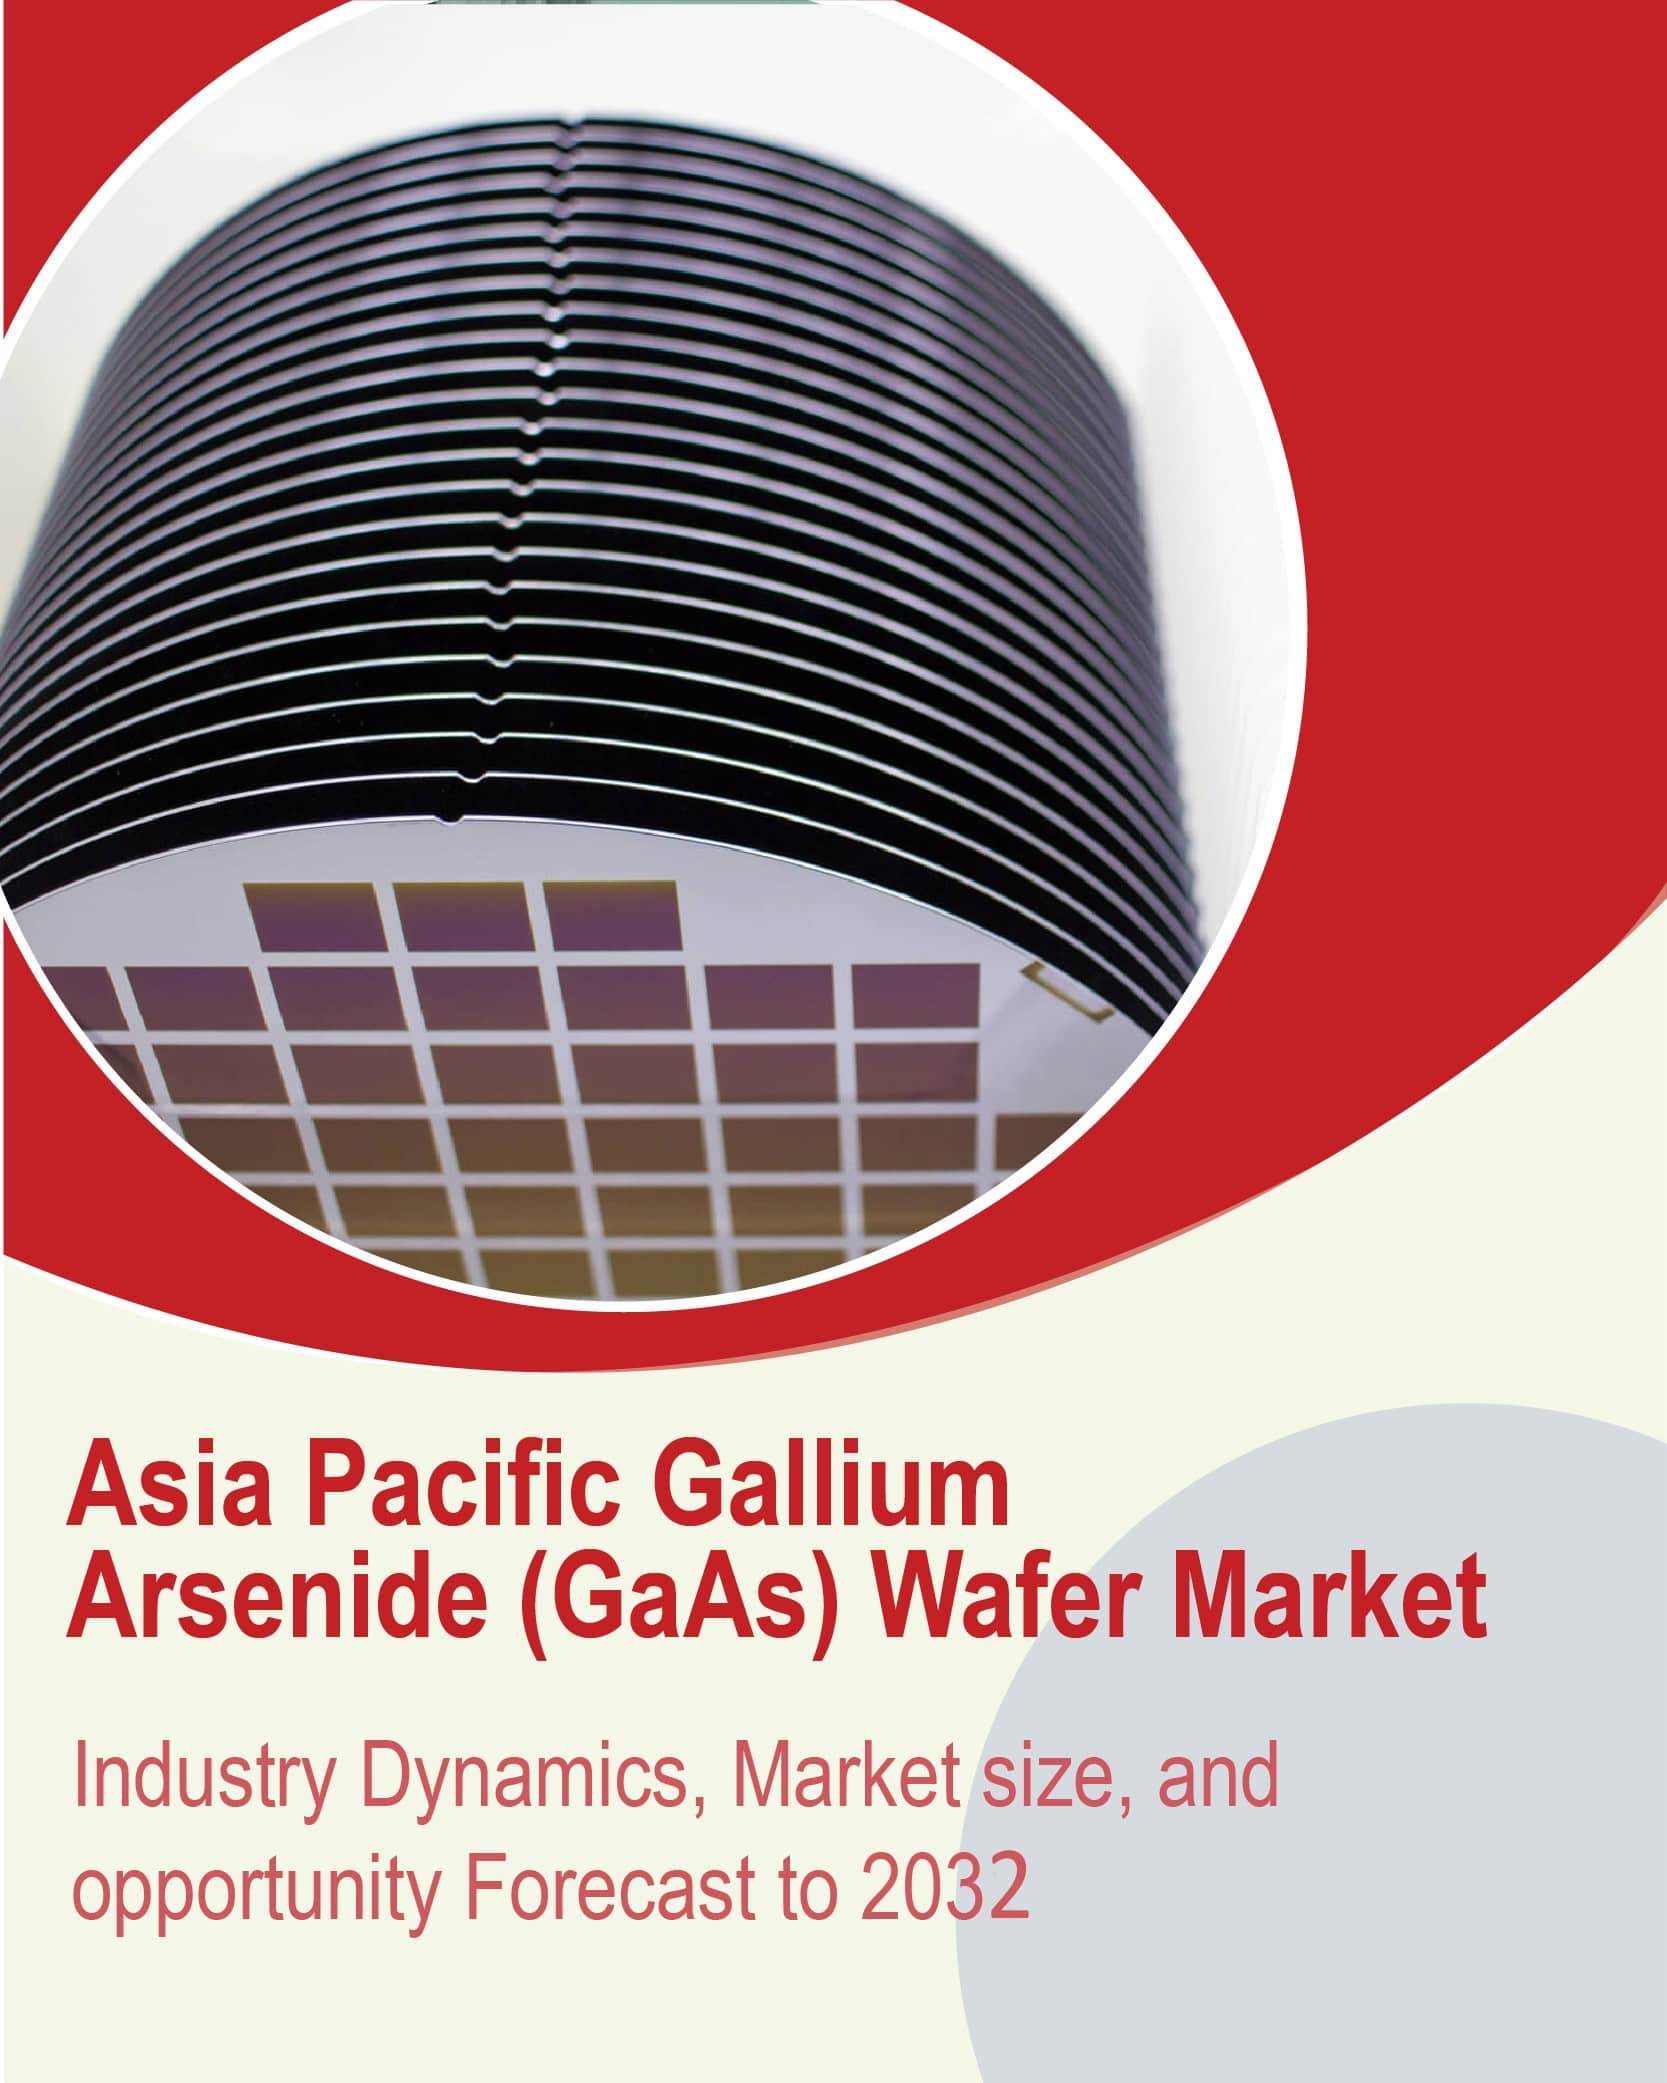 Asia Pacific Gallium
Arsenide (GaAs) Wafer Market
Industry Dynamics, Market size, and
opportunity Forecast to 2032